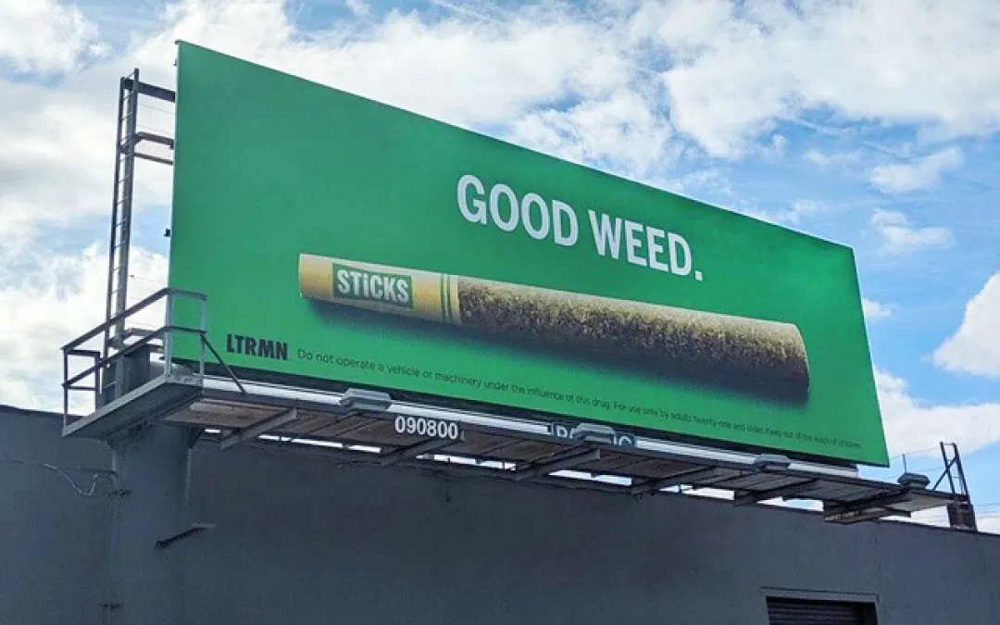 GOOD WEED.
STiCKS
LTRMN Do not operate a vehicle or machinery under the influence of this drug. For use only by adults twenty-one and older. Keep out of the reach of children.
090800